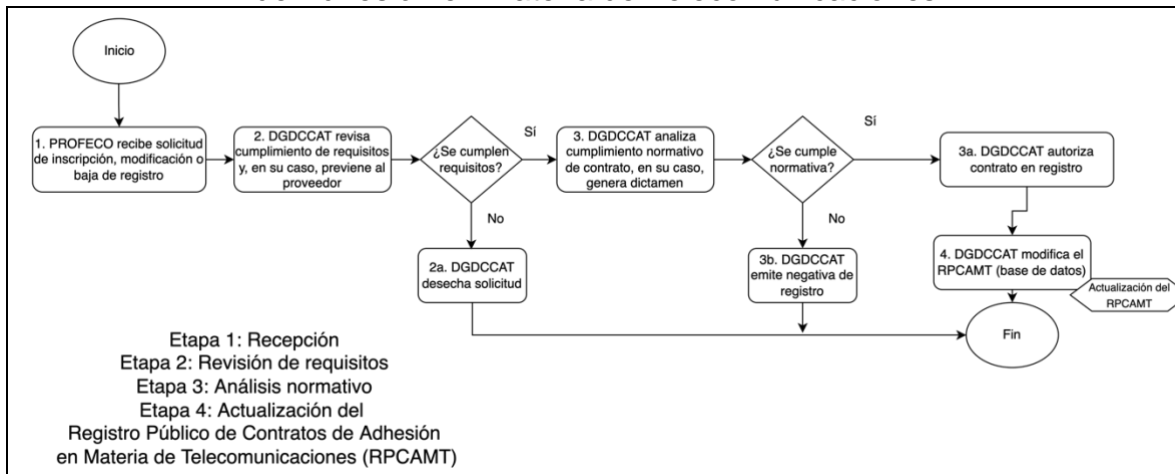 Inicio
1. PROFECO recibe solicitud
de inscripción, modificación o
baja de registro
2. DGDCCAT revisa
cumplimiento de requisitos
y, en su caso, previene al
proveedor
¿Se cumplen
requisitos?
Sí
No
2a. DGDCCAT
desecha solicitud
3. DGDCCAT analiza
cumplimiento normativo
de contrato, en su caso,
genera dictamen
¿Se cumple
normativa?
Sí
No
3b. DGDCCAT
emite negativa de
registro
3a. DGDCCAT autoriza
contrato en registro
4. DGDCCAT modifica el
RPCAMT (base de datos)
Actualización del
RPCAMT
Fin
Etapa 1: Recepción
Etapa 2: Revisión de requisitos
Etapa 3: Análisis normativo
Etapa 4: Actualización del
Registro Público de Contratos de Adhesión
en Materia de Telecomunicaciones (RPCAMT)